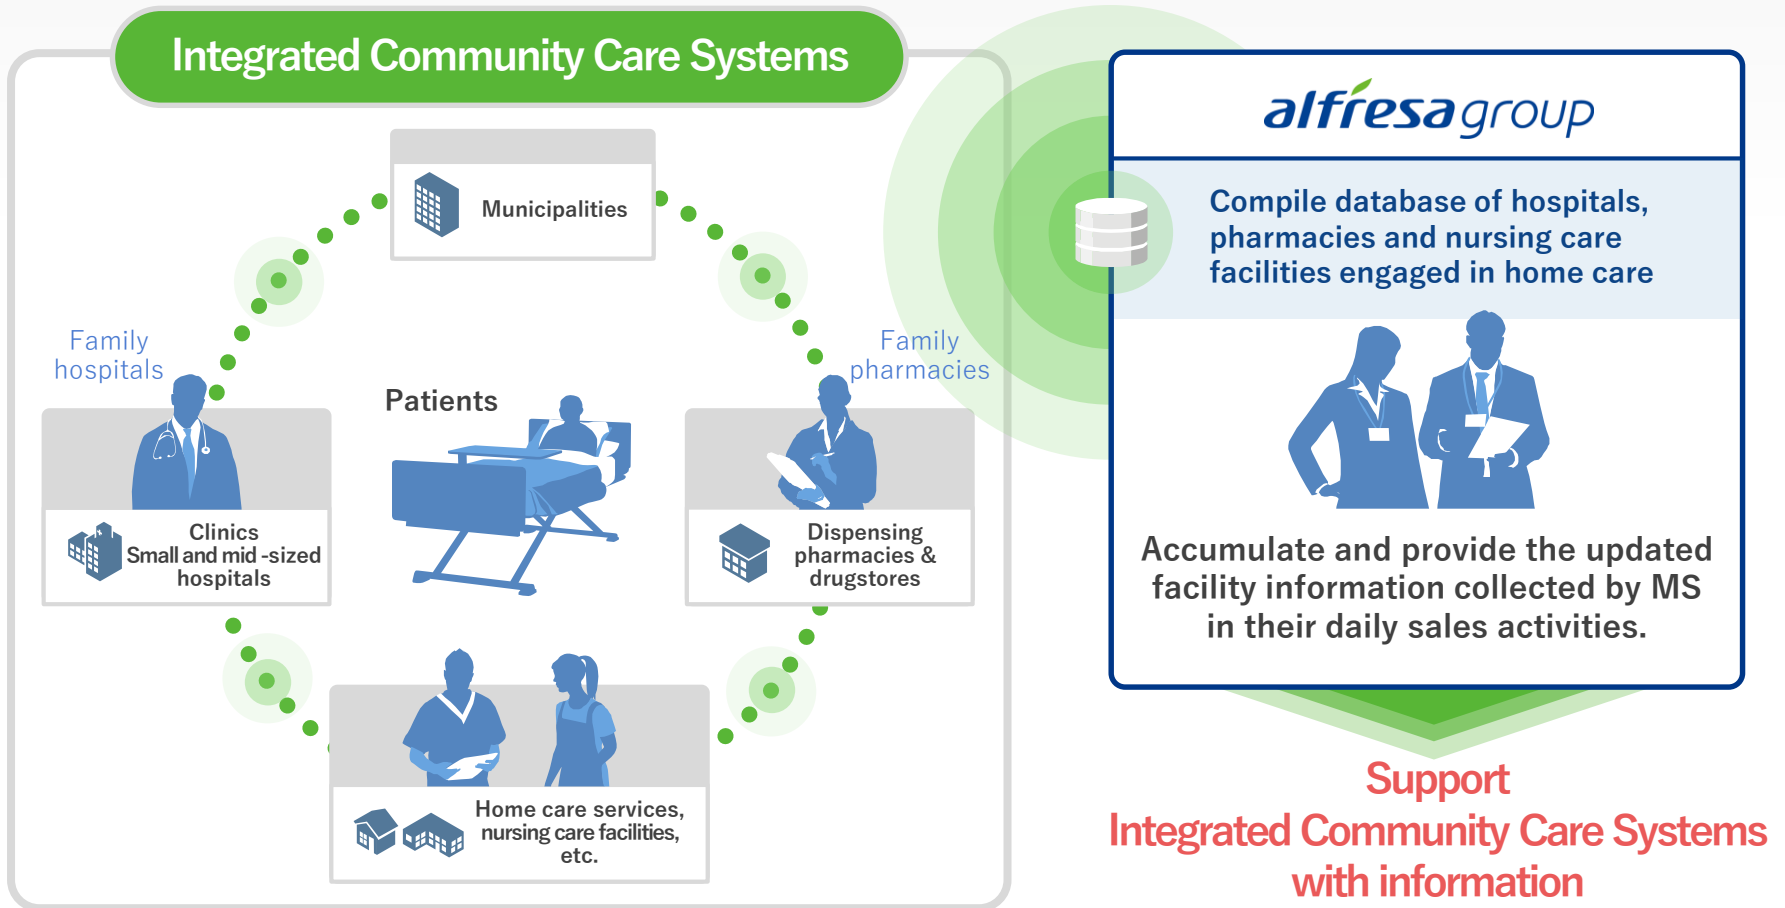 Integrated Community Care Systems
Municipalities
Family
hospitals
Family
pharmacies
Patients
Clinics
Small and mid -sized
hospitals
Dispensing
pharmacies &
drugstores
Home care services,
nursing care facilities,
etc.
alfresa group
Compile database of hospitals,
pharmacies and nursing care
facilities engaged in home care
Accumulate and provide the updated
facility information collected by MS
in their daily sales activities.
Support
Integrated Community Care Systems
with information